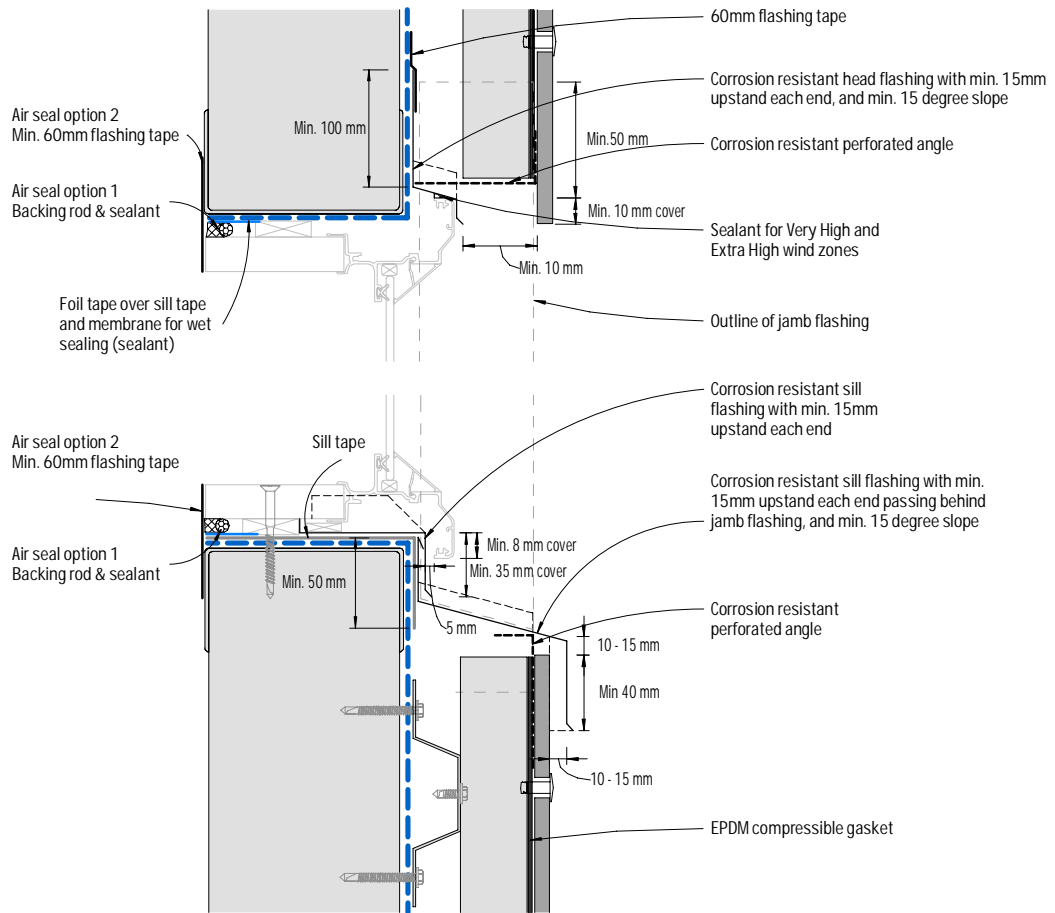 60mm flashing tape
Corrosion resistant head flashing with min. 15mm
upstand each end, and min. 15 degree slope
Air seal option 2
Min. 60mm flashing tape
Min. 100 mm
Min.50 mm
Corrosion resistant perforated angle
Air seal option 1
Backing rod & sealant
Min. 10 mm cover
Sealant for Very High and
Extra High wind zones
Min. 10 mm
Foil tape over sill tape
and membrane for wet
sealing (sealant)
Outline of jamb flashing
Corrosion resistant sill
flashing with min. 15mm
upstand each end
Air seal option 2
Min. 60mm flashing tape
Sill tape
Corrosion resistant sill flashing with min.
15mm upstand each end passing behind
jamb flashing, and min. 15 degree slope
Air seal option 1
Backing rod & sealant
Min. 8 mm cover
Min. 35 mm cover
Min. 50 mm
5 mm
Corrosion resistant
perforated angle
10 - 15 mm
Min 40 mm
10 - 15 mm
EPDM compressible gasket